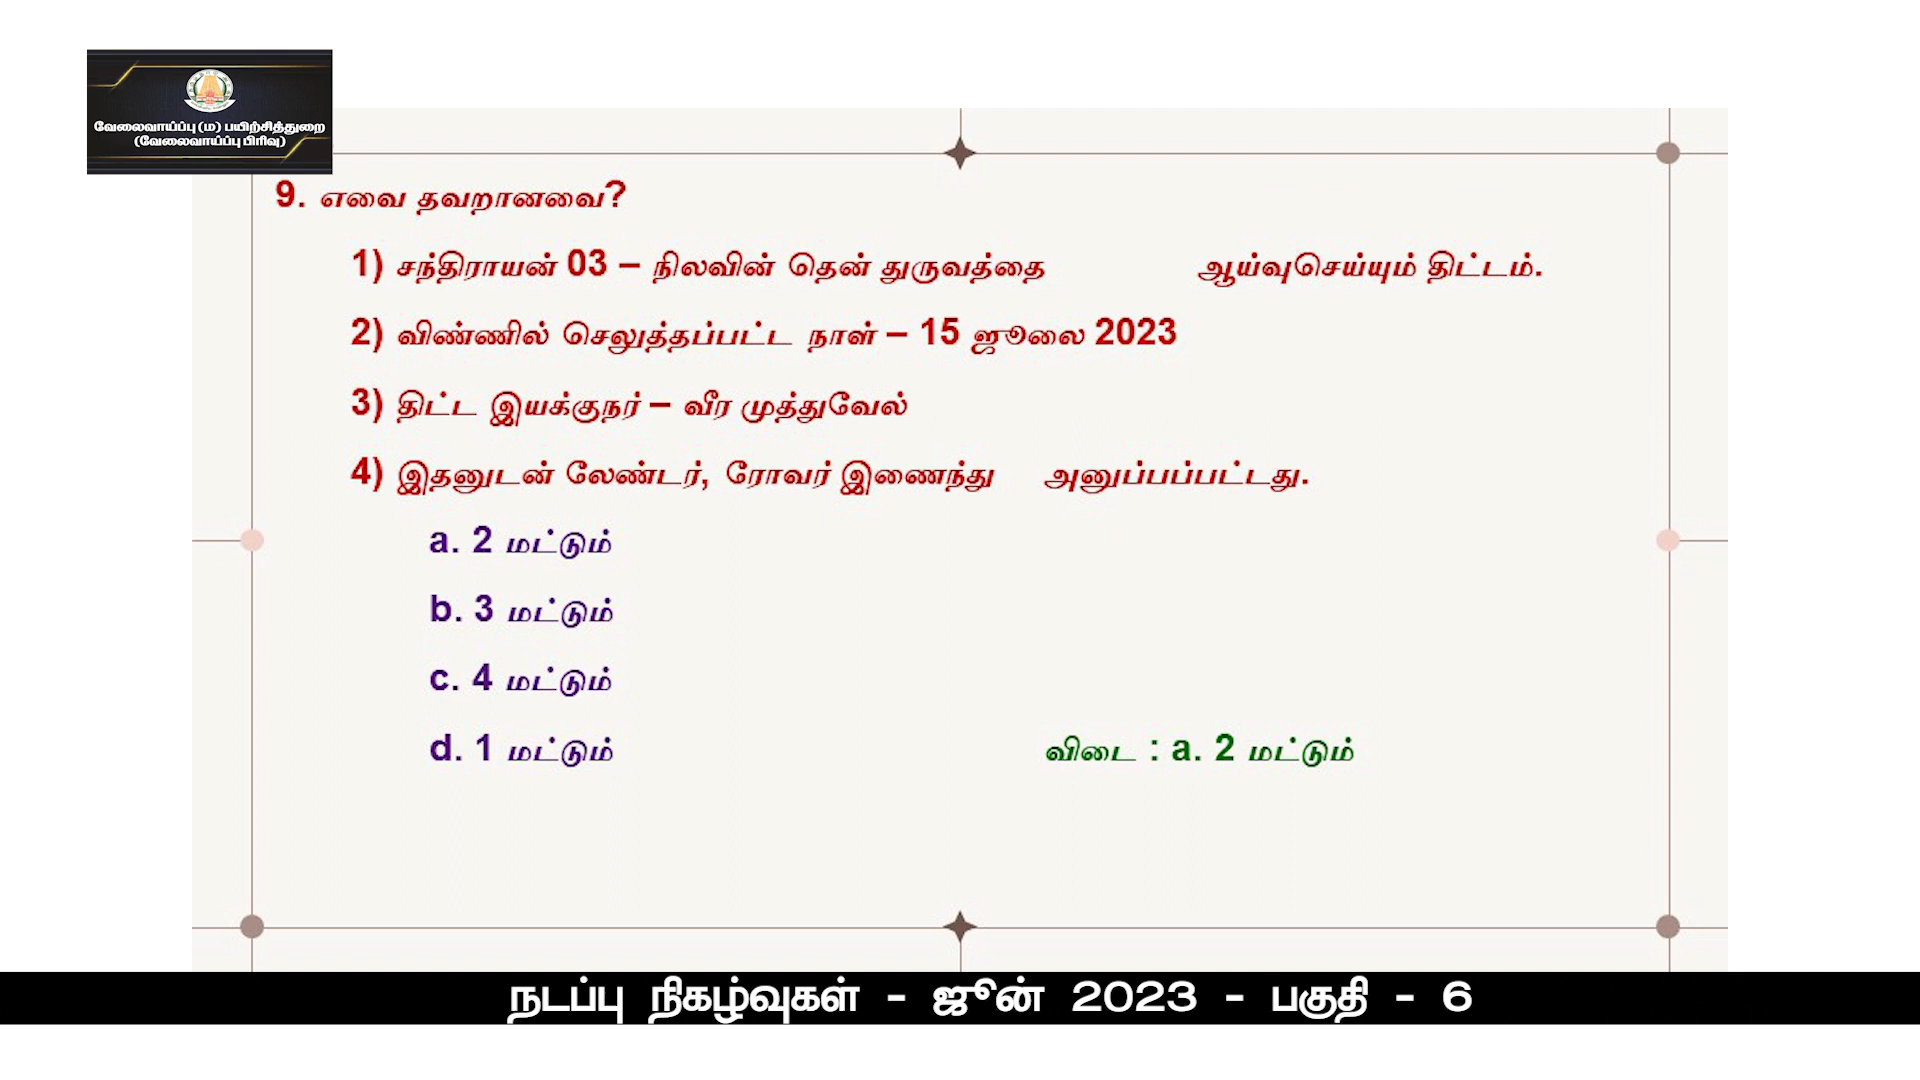 வேலைவாய்ப்பு (ம) பயிற்சித்துறை
(வேலைவாய்ப்பு பிரிவு)
9. எவை தவறானவை?
1) சந்திராயன் 03 – நிலவின் தென் துருவத்தை ஆய்வுசெய்யும் திட்டம்.
2) விண்ணில் செலுத்தப்பட்ட நாள் – 15 ஜூலை 2023
3) திட்ட இயக்குநர் – வீர முத்துவேல்
4) இதனுடன் லேண்டர், ரோவர் இணைந்து அனுப்பப்பட்டது.
a. 2 மட்டும்
b. 3 மட்டும்
c. 4 மட்டும்
d. 1 மட்டும்
விடை : a. 2 மட்டும்
நடப்பு நிகழ்வுகள் - ஜூன் 2023 - பகுதி - 6